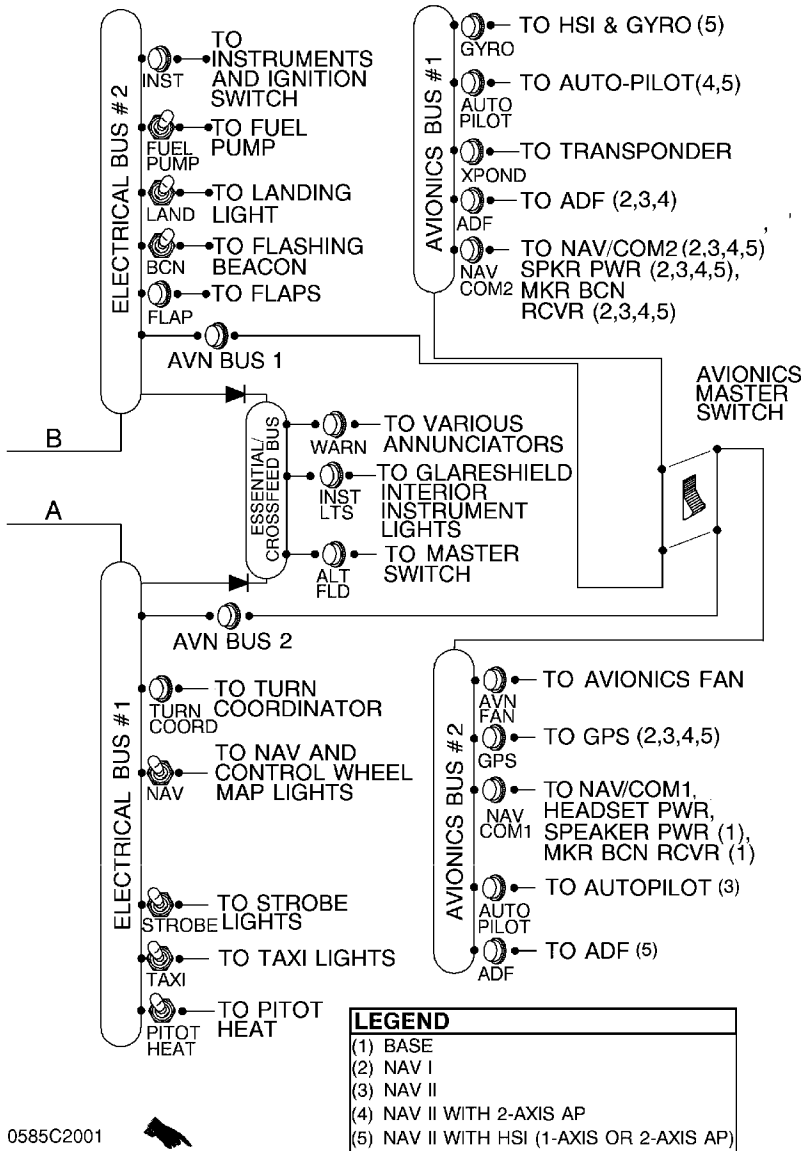 ELECTRICAL BUS #2
INST
TO
INSTRUMENTS
AND IGNITION
SWITCH
FUEL
PUMP
TO FUEL
PUMP
LAND
TO LANDING
LIGHT
BCN
TO FLASHING
BEACON
FLAP
TO FLAPS
AVN BUS 1
AVIONICS BUS #1
GYRO
TO HSI & GYRO (5)
AUTO
PILOT
TO AUTO-PILOT(4,5)
XPOND
TO TRANSPONDER
ADF
TO ADF (2,3,4)
NAV
COM2
TO NAV/COM2 (2,3,4,5)
SPKR PWR (2,3,4,5),
MKR BCN
RCVR (2,3,4,5)
AVIONICS
MASTER
SWITCH
B
A
ESSENTIAL/
CROSSFEED BUS
WARN
TO VARIOUS
ANNUNCIATORS
INST
LTS
TO GLARESHIELD
INTERIOR
INSTRUMENT
LIGHTS
ALT
FLD
TO MASTER
SWITCH
ELECTRICAL BUS #1
AVN BUS 2
TURN
COORD
TO TURN
COORDINATOR
NAV
TO NAV AND
CONTROL WHEEL
MAP LIGHTS
STROBE
TO STROBE
LIGHTS
TAXI
TO TAXI LIGHTS
PITOT
HEAT
TO PITOT
HEAT
AVIONICS BUS #2
AVN
FAN
TO AVIONICS FAN
GPS
TO GPS (2,3,4,5)
NAV
COM1
TO NAV/COM1,
HEADSET PWR,
SPEAKER PWR (1),
MKR BCN RCVR (1)
AUTO
PILOT
TO AUTOPILOT (3)
ADF
TO ADF (5)
LEGEND
(1) BASE
(2) NAV I
(3) NAV II
(4) NAV II WITH 2-AXIS AP
(5) NAV II WITH HSI (1-AXIS OR 2-AXIS AP)
0585C2001